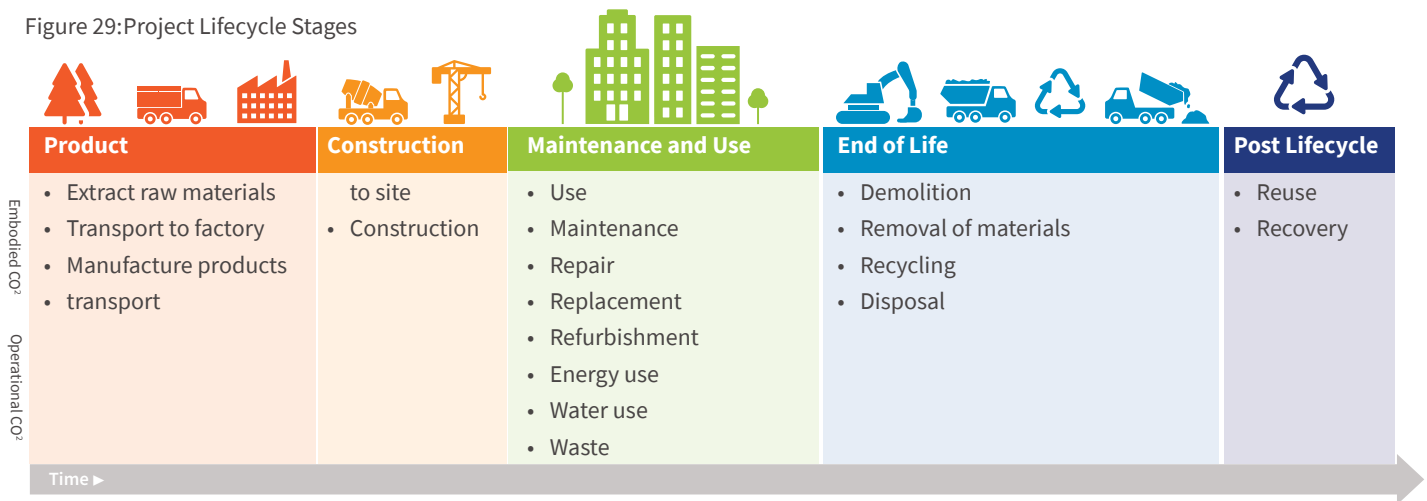 Figure 29:Project Lifecycle Stages
Product
• Extract raw materials
• Transport to factory
• Manufacture products
• transport
Construction
to site
• Construction
Maintenance and Use
• Use
• Maintenance
• Repair
• Replacement
• Refurbishment
• Energy use
• Water use
• Waste
End of Life
• Demolition
• Removal of materials
• Recycling
• Disposal
Post Lifecycle
• Reuse
• Recovery
Embodied CO²
Operational CO²
Time ►